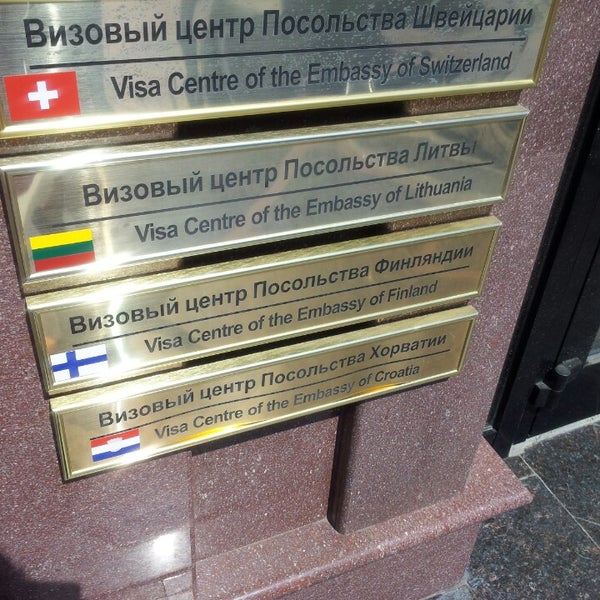 Визовый центр Посольства Швейцарии
Visa Centre of the Embassy of Switzerland
Визовый центр Посольства Литвы
Visa Centre of the Embassy of Lithuania
Визовый центр Посольства Финляндии
Visa Centre of the Embassy of Finland
Визовый центр Посольства Хорватии
Visa Centre of the Embassy of Croatia